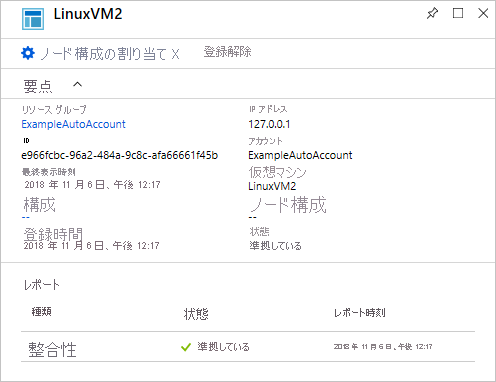 LinuxVM2
ノード構成の割り当て X 登録解除
要点
リソース グループ IP アドレス
ExampleAutoAccount 127.0.0.1
ID アカウント
e966fcbc-96a2-484a-9c8c-afa66661f45b ExampleAutoAccount
最終表示時刻 仮想マシン
2018 年 11 月 6 日、午後 12:17 LinuxVM2
構成 ノード構成
-- --
登録時間 状態
2018 年 11 月 6 日、午後 12:17 準拠している
レポート
種類 状態 レポート時刻
整合性 準拠している 2018 年 11 月 6 日、午後 12:17